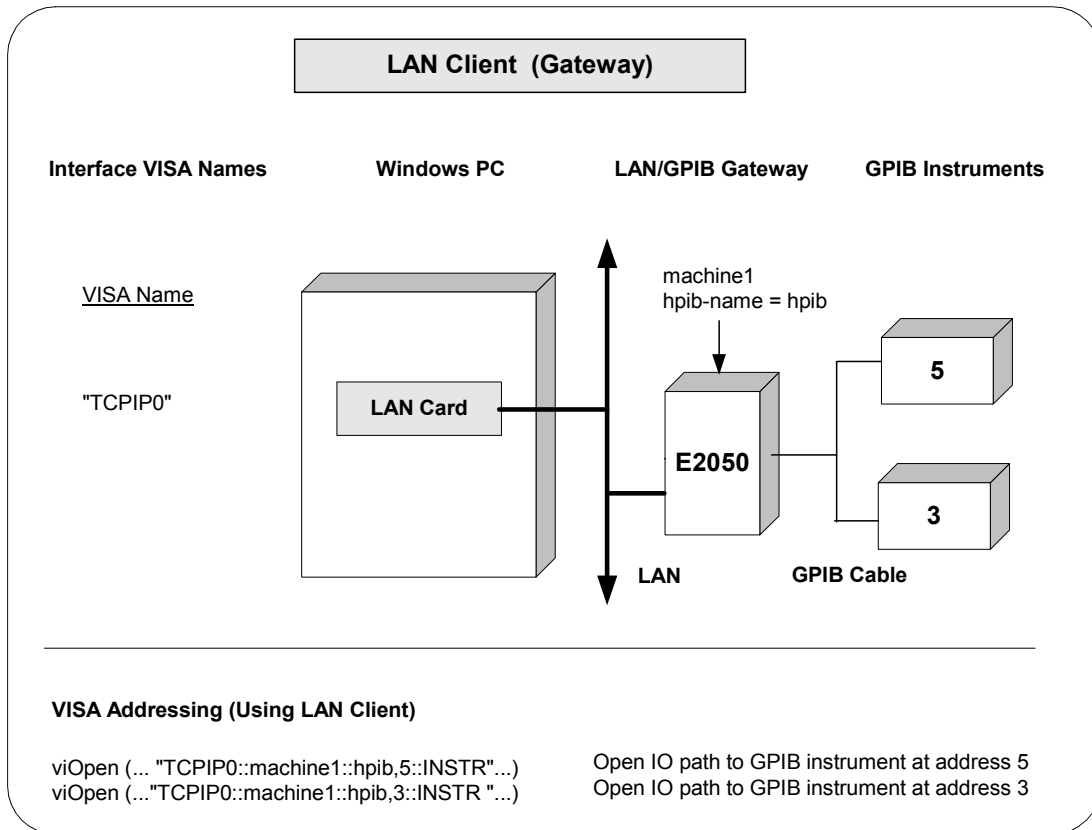 LAN Client (Gateway)
Interface VISA Names
Windows PC
LAN/GPIB Gateway
GPIB Instruments
VISA Name
machine1
hpib-name = hpib
"TCPIP0"
LAN Card
E2050
5
3
LAN
GPIB Cable
VISA Addressing (Using LAN Client)
viOpen (... "TCPIP0::machine1::hpib,5::INSTR"...)
Open IO path to GPIB instrument at address 5
viOpen (..."TCPIP0::machine1::hpib,3::INSTR "...)
Open IO path to GPIB instrument at address 3